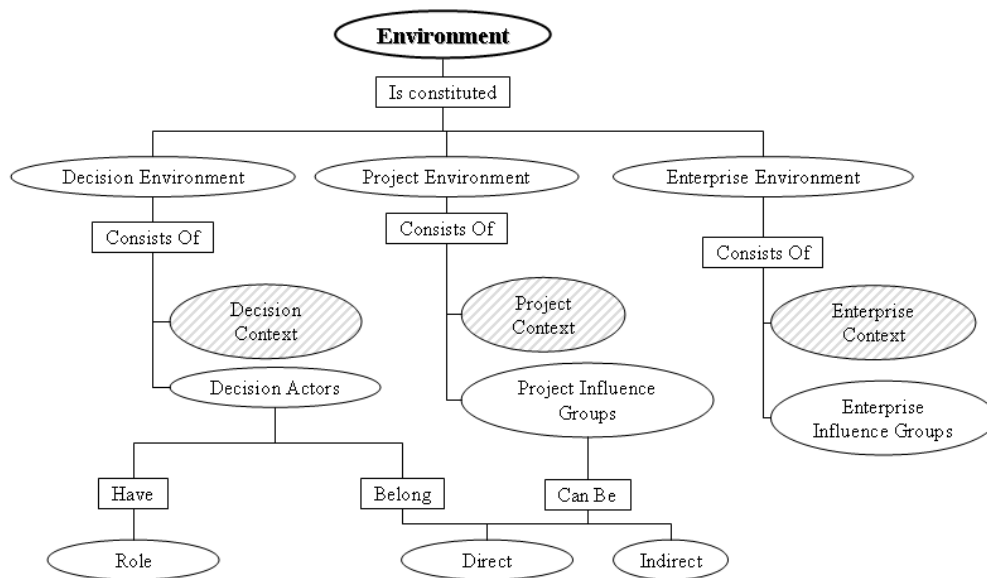 Environment
Is constituted
Decision Environment
Project Environment
Enterprise Environment
Consists Of
Consists Of
Consists Of
Decision
Context
Project
Context
Enterprise
Context
Decision Actors
Project Influence
Groups
Enterprise
Influence Groups
Have
Belong
Can Be
Role
Direct
Indirect